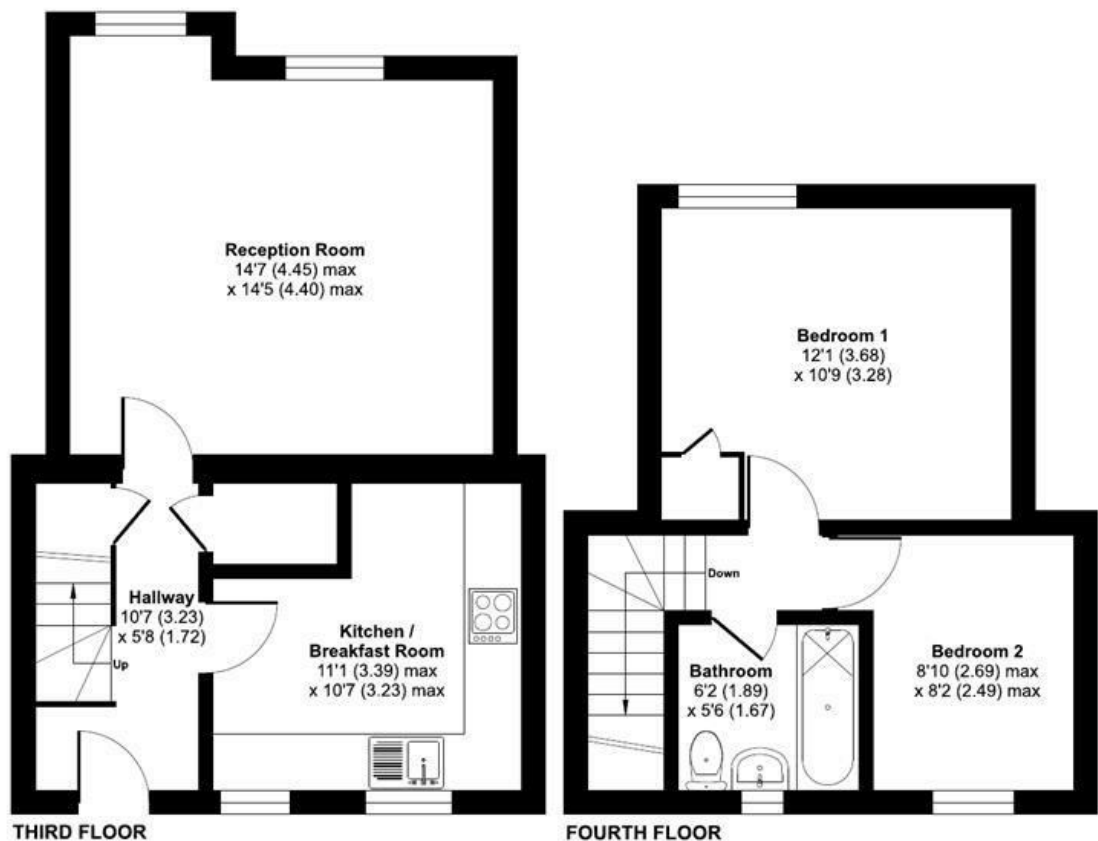 Reception Room
14'7 (4.45) max
x 14'5 (4.40) max
Hallway
10'7 (3.23)
x 5'8 (1.72)
Up
Kitchen /
Breakfast Room
11'1 (3.39) max
x 10'7 (3.23) max
THIRD FLOOR
Bedroom 1
12'1 (3.68)
x 10'9 (3.28)
Down
Bathroom
6'2 (1.89)
x 5'6 (1.67)
Bedroom 2
8'10 (2.69) max
x 8'2 (2.49) max
FOURTH FLOOR